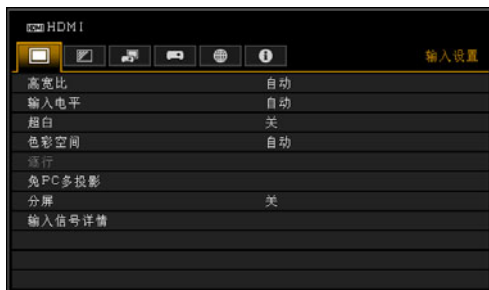 HDMI HDMI
输入设置
高宽比 自动
输入电平 自动
超白 关
色彩空间 自动
逐行
免PC多投影
分屏 关
输入信号详情